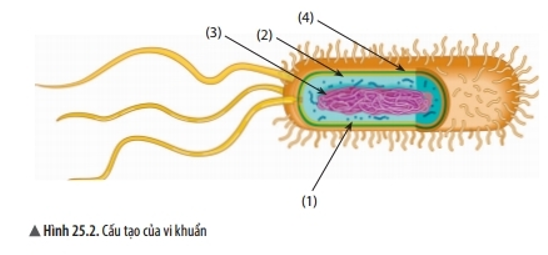 (4)
(2)
(3)
(1)
▲ Hình 25.2. Cấu tạo của vi khuẩn